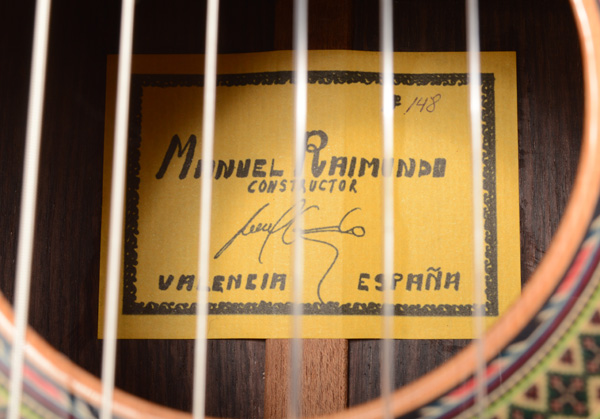 148
MANUEL RAIMUNDO
CONSTRUCTOR
VALENCIA ESPAÑA